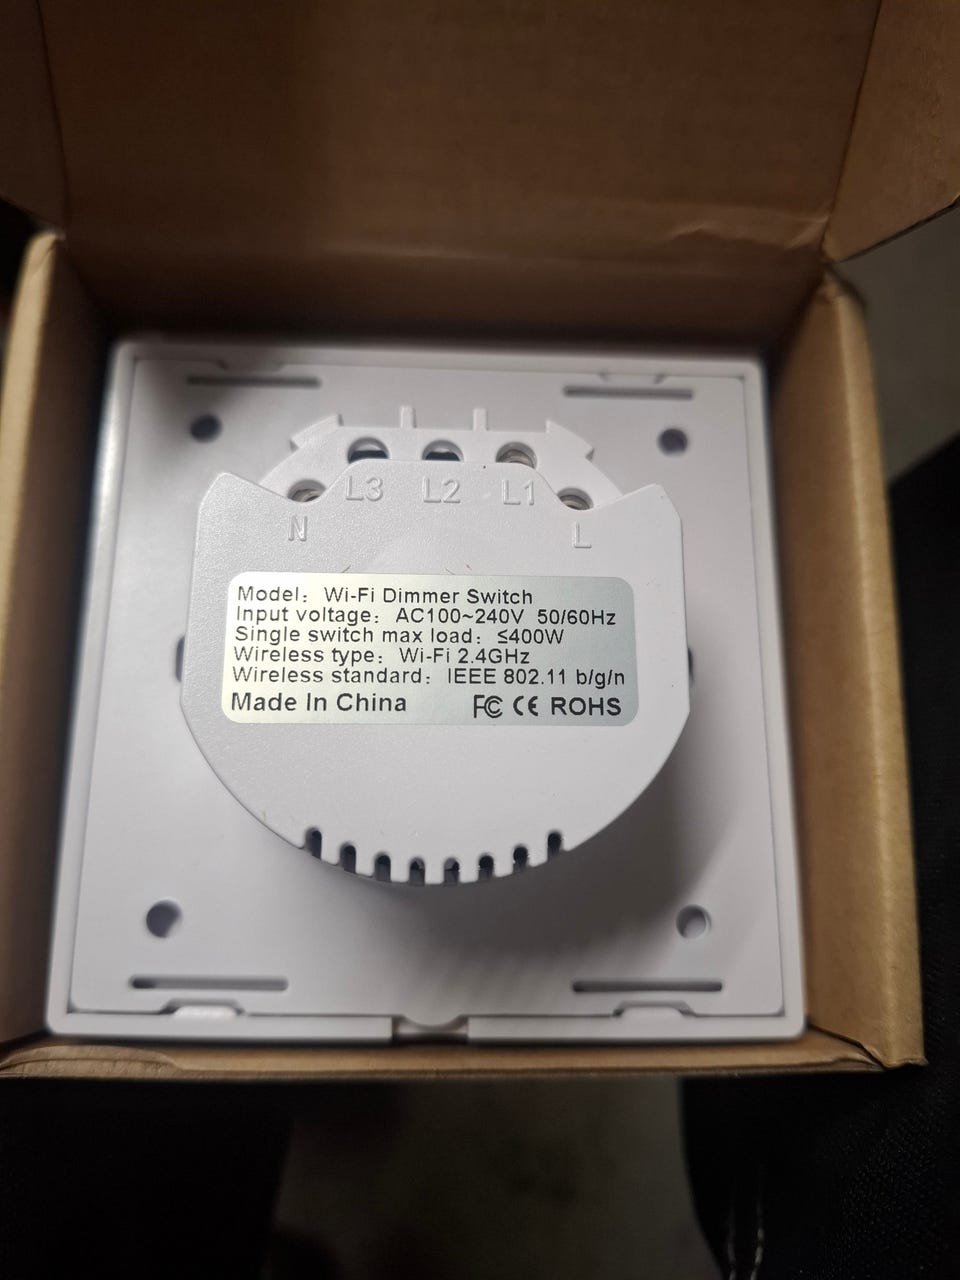 L3 L2 L1
N L
Model: Wi-Fi Dimmer Switch
Input voltage: AC100~240V 50/60Hz
Single switch max load: ≤400W
Wireless type: Wi-Fi 2.4GHz
Wireless standard: IEEE 802.11 b/g/n
Made In China FC CE ROHS